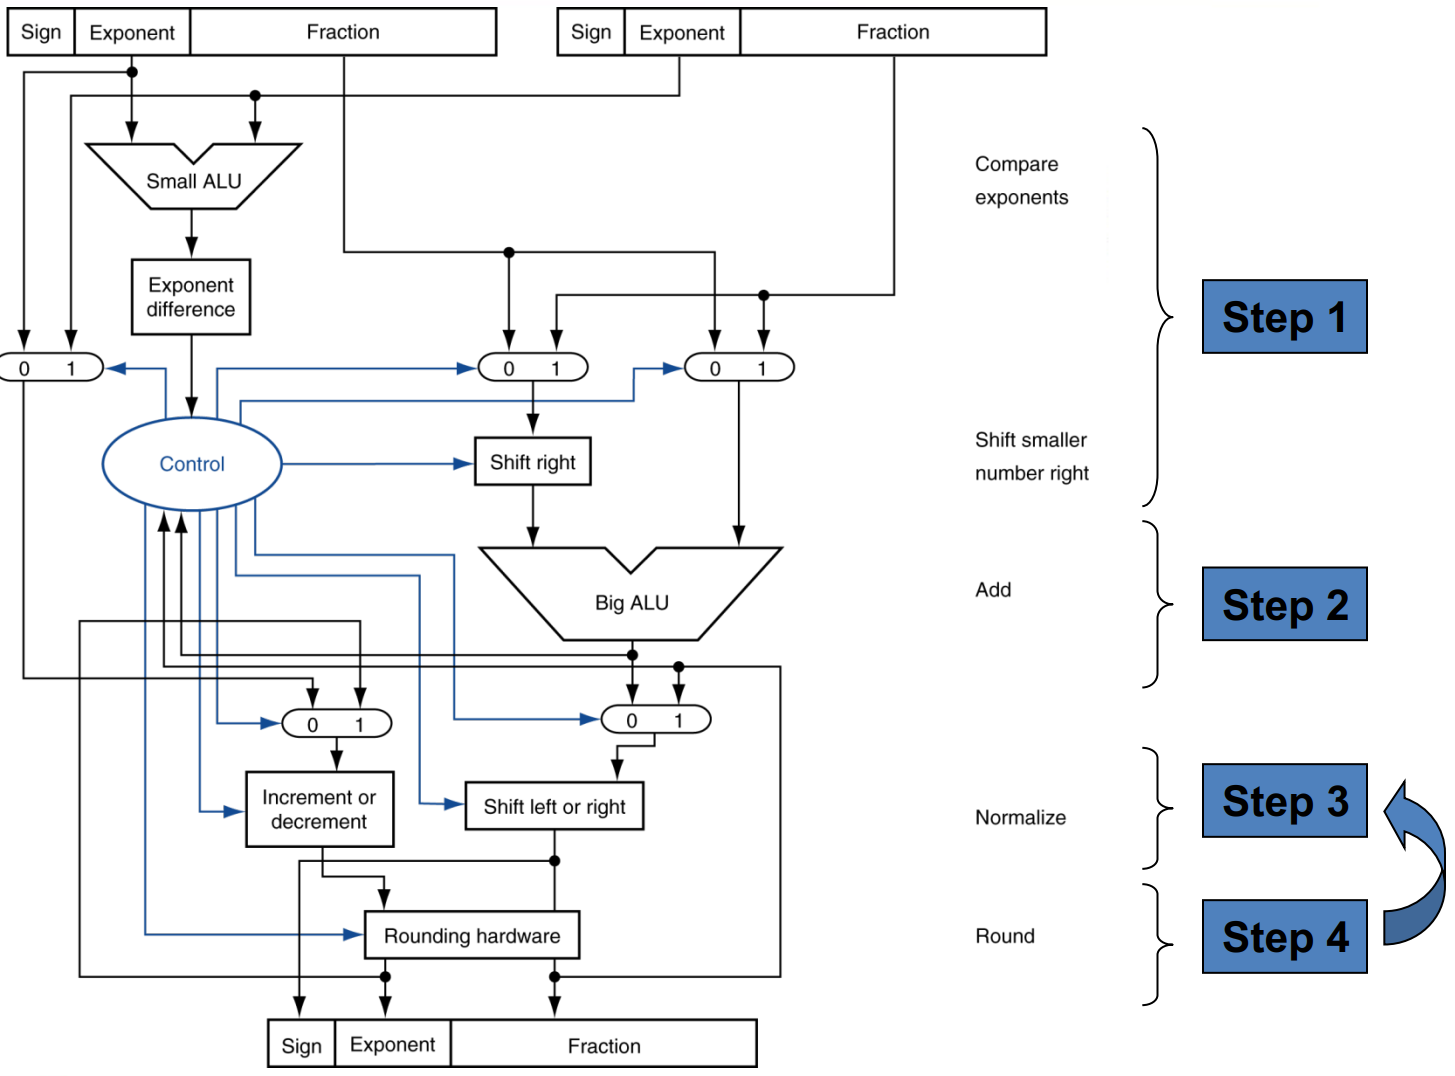 Sign Exponent Fraction
Sign Exponent Fraction
Small ALU
Compare
exponents
Exponent
difference
Step 1
0 1
0 1
0 1
Control
Shift right
Shift smaller
number right
Big ALU
Add
Step 2
0 1
0 1
Increment or
decrement
Shift left or right
Normalize
Step 3
Rounding hardware
Round
Step 4
Sign Exponent Fraction